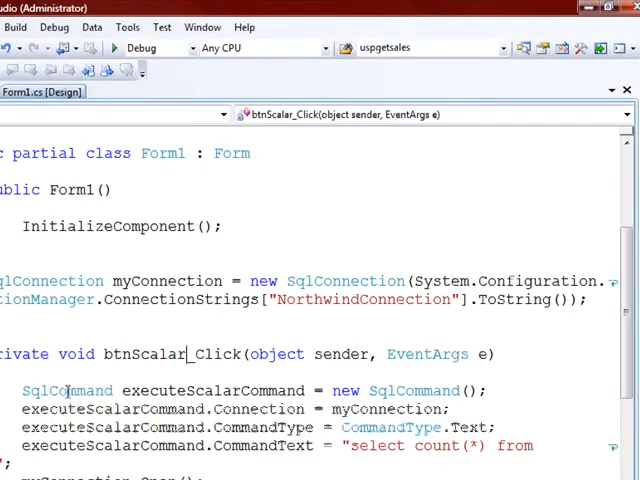 udio (Administrator)
Build Debug Data Tools Test Window Help
Debug Any CPU uspgetsales
Form1.cs [Design]
btnScalar_Click(object sender, EventArgs e)
c partial class Form1 : Form
ublic Form1()
InitializeComponent();
qlConnection myConnection = new SqlConnection(System.Configuration.
tionManager.ConnectionStrings["NorthwindConnection"].ToString());
rivate void btnScalar_Click(object sender, EventArgs e)
SqlCommand executeScalarCommand = new SqlCommand();
executeScalarCommand.Connection = myConnection;
executeScalarCommand.CommandType = CommandType.Text;
executeScalarCommand.CommandText = "select count(*) from
";
myConnection.Open();